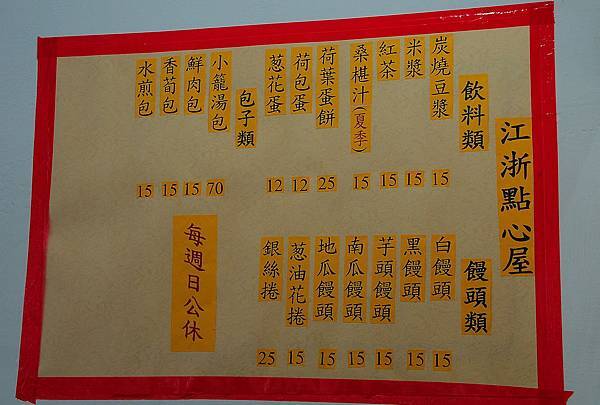 江浙點心屋
飲料類
炭燒豆漿 15
米漿 15
紅茶 15
桑椹汁(夏季) 15
荷葉蛋餅 25
荷包蛋 12
葱花蛋 12
包子類
小籠湯包 70
鮮肉包 15
香荀包 15
水煎包 15
饅頭類
白饅頭 15
黑饅頭 15
芋頭饅頭 15
南瓜饅頭 15
地瓜饅頭 15
葱油花捲 15
銀絲捲 25
每週日公休